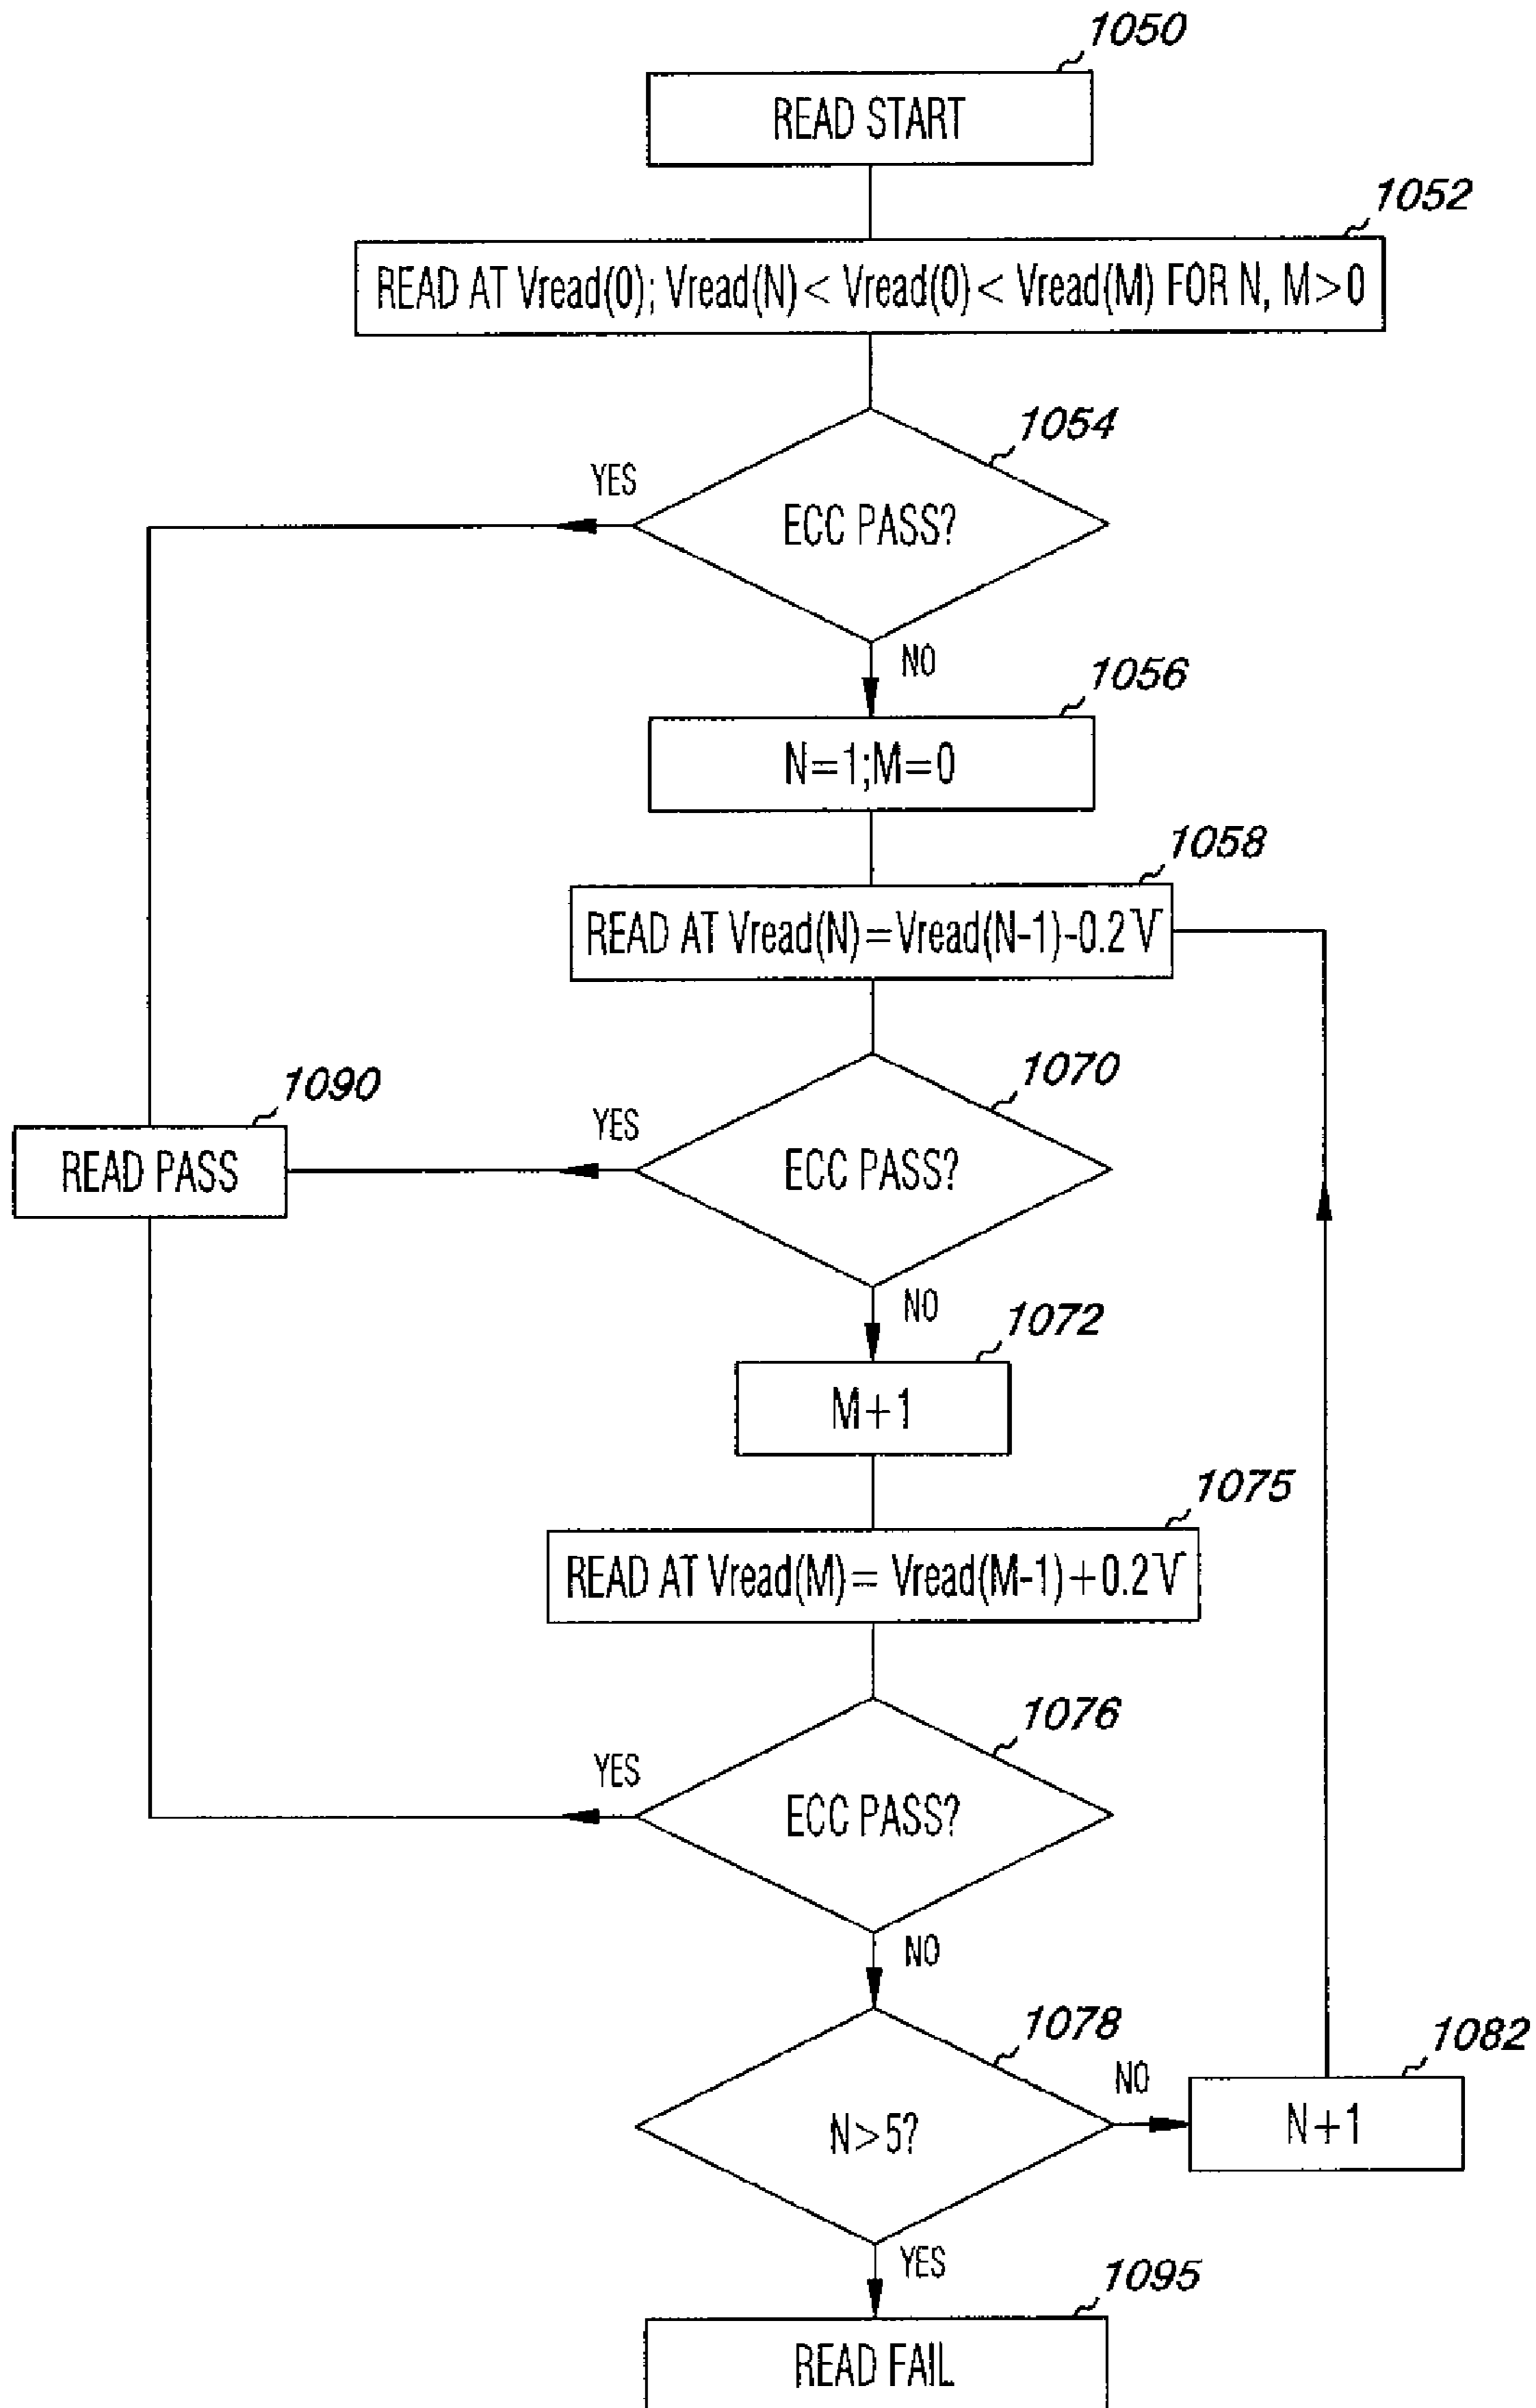 1050
READ START
1052
READ AT Vread(0); Vread(N) < Vread(0) < Vread(M) FOR N, M>0
1054
YES
ECC PASS?
NO
1056
N=1;M=0
1058
READ AT Vread(N)=Vread(N-1)-0.2 V
1070
1090
YES
READ PASS
ECC PASS?
NO
1072
M+1
1075
READ AT Vread(M)= Vread(M-1)+0.2 V
1076
YES
ECC PASS?
NO
1078
1082
NO
N>5?
N+1
YES
1095
READ FAIL